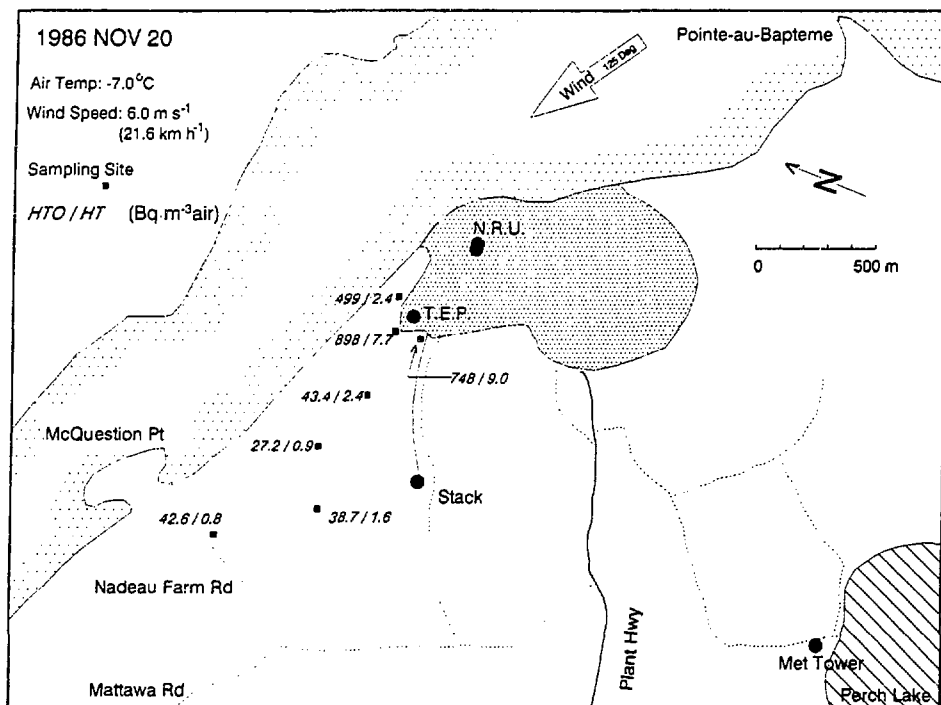 1986 NOV 20
Pointe-au-Bapteme
Air Temp: -7.0°C
Wind 125 Deg
Wind Speed: 6.0 m s⁻¹
(21.6 km h⁻¹)
Sampling Site
HTO / HT (Bq m⁻³air)
N
N.R.U.
0 500 m
499 / 2.4
T.E.P.
898 / 7.7
748 / 9.0
43.4 / 2.4
McQuestion Pt
27.2 / 0.9
Stack
42.6 / 0.8
38.7 / 1.6
Nadeau Farm Rd
Plant Hwy
Met Tower
Mattawa Rd
Perch Lake